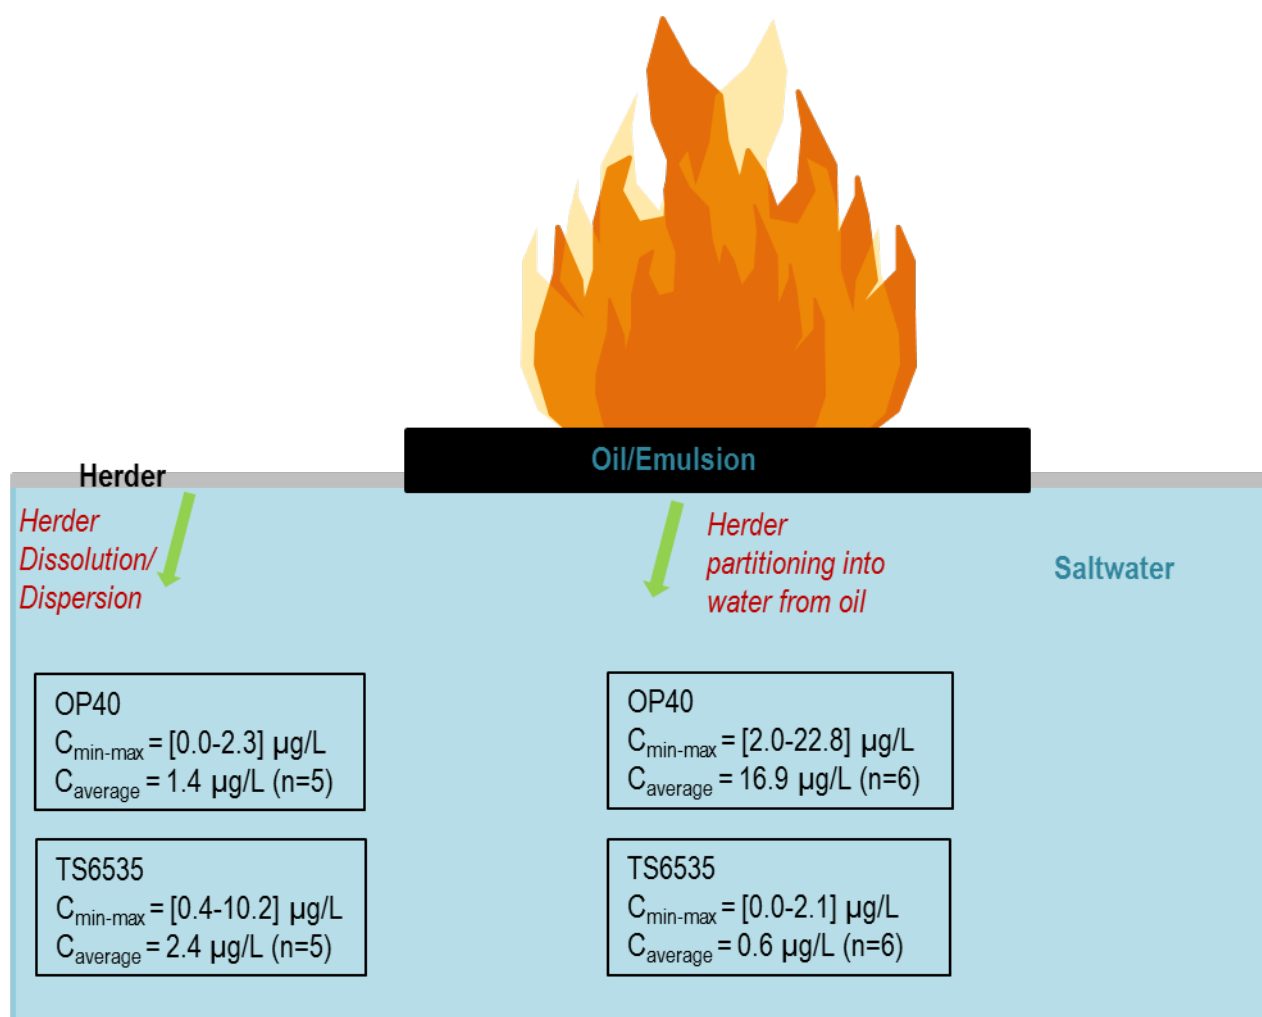 Oil/Emulsion
Herder
Herder
Dissolution/
Dispersion
Herder
partitioning into
water from oil
Saltwater
OP40
Cmin-max = [0.0-2.3] µg/L
Caverage = 1.4 µg/L (n=5)
OP40
Cmin-max = [2.0-22.8] µg/L
Caverage = 16.9 µg/L (n=6)
TS6535
Cmin-max = [0.4-10.2] µg/L
Caverage = 2.4 µg/L (n=5)
TS6535
Cmin-max = [0.0-2.1] µg/L
Caverage = 0.6 µg/L (n=6)